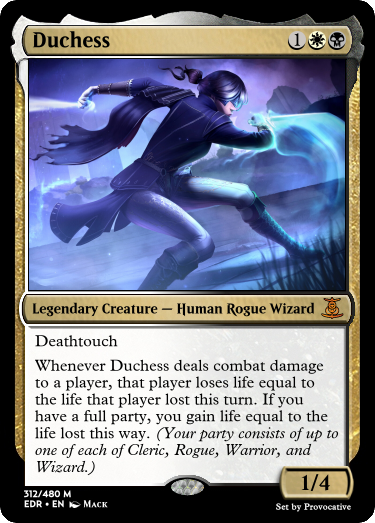 Duchess 1
Legendary Creature — Human Rogue Wizard
Deathtouch
Whenever Duchess deals combat damage
to a player, that player loses life equal to
the life that player lost this turn. If you
have a full party, you gain life equal to the
life lost this way. (Your party consists of up to
one of each of Cleric, Rogue, Warrior, and
Wizard.)
1/4
312/480 M
EDR • EN Mack
Set by Provocative